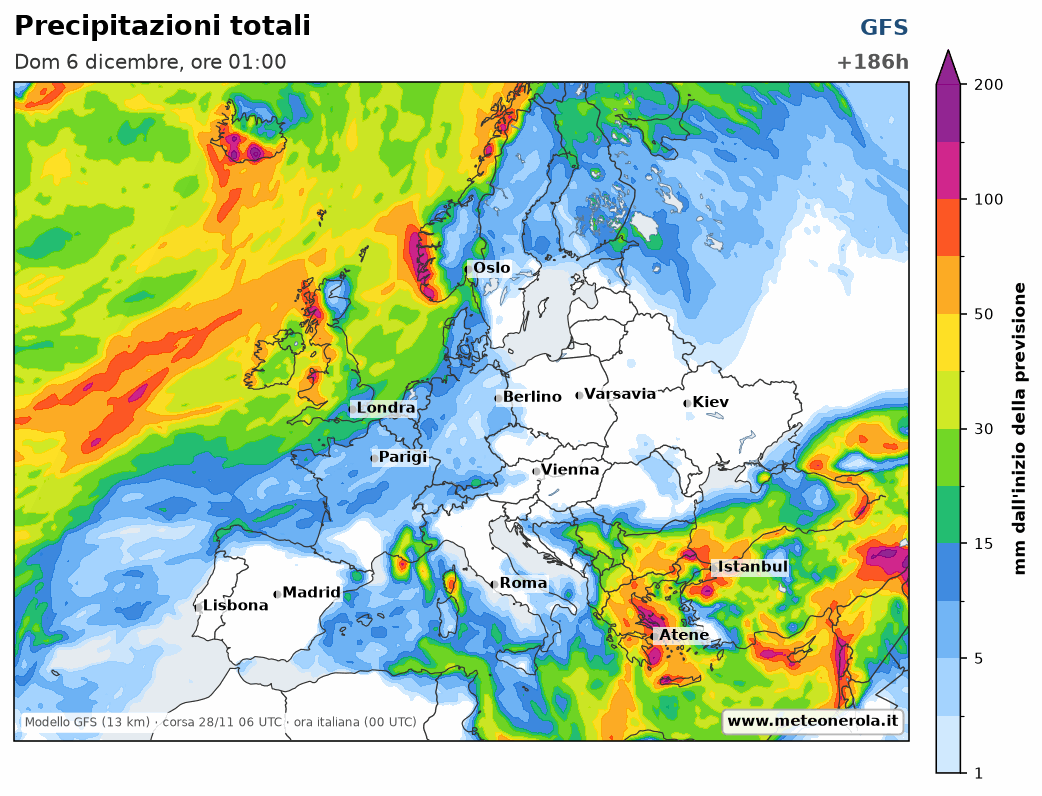 Precipitazioni totali
GFS
Dom 6 dicembre, ore 01:00
+186h
200
100
50
30
15
5
1
mm dall'inizio della previsione
Oslo
Londra
Berlino
Varsavia
Kiev
Parigi
Vienna
Istanbul
Roma
Madrid
Lisbona
Atene
Modello GFS (13 km) · corsa 28/11 06 UTC · ora italiana (00 UTC)
www.meteonerola.it